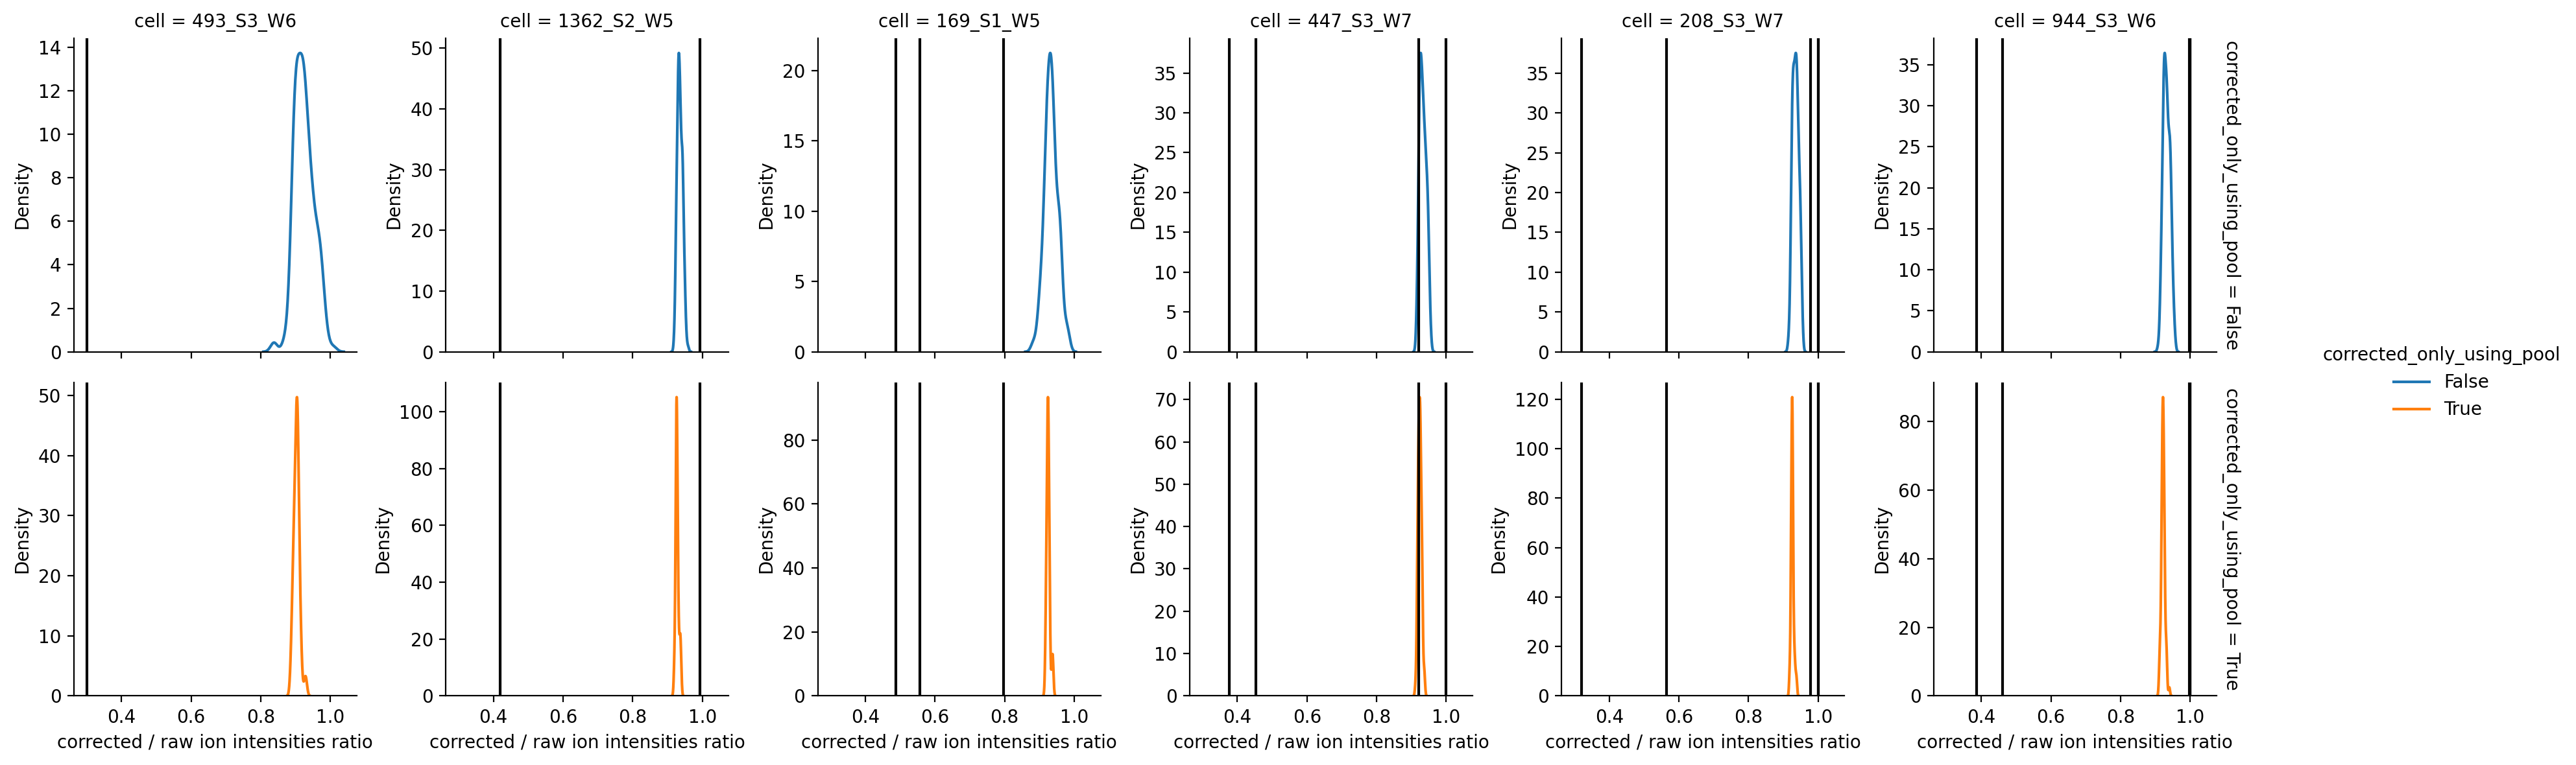 cell = 493_S3_W6
cell = 1362_S2_W5
cell = 169_S1_W5
cell = 447_S3_W7
cell = 208_S3_W7
cell = 944_S3_W6
Density
14
12
10
8
6
4
2
0
Density
50
40
30
20
10
0
Density
20
15
10
5
0
Density
35
30
25
20
15
10
5
0
Density
35
30
25
20
15
10
5
0
Density
35
30
25
20
15
10
5
0
corrected_only_using_pool = False
Density
50
40
30
20
10
0
0.4 0.6 0.8 1.0
corrected / raw ion intensities ratio
Density
100
80
60
40
20
0
0.4 0.6 0.8 1.0
corrected / raw ion intensities ratio
Density
80
60
40
20
0
0.4 0.6 0.8 1.0
corrected / raw ion intensities ratio
Density
70
60
50
40
30
20
10
0
0.4 0.6 0.8 1.0
corrected / raw ion intensities ratio
Density
120
100
80
60
40
20
0
0.4 0.6 0.8 1.0
corrected / raw ion intensities ratio
Density
80
60
40
20
0
0.4 0.6 0.8 1.0
corrected / raw ion intensities ratio
corrected_only_using_pool = True
corrected_only_using_pool
False
True